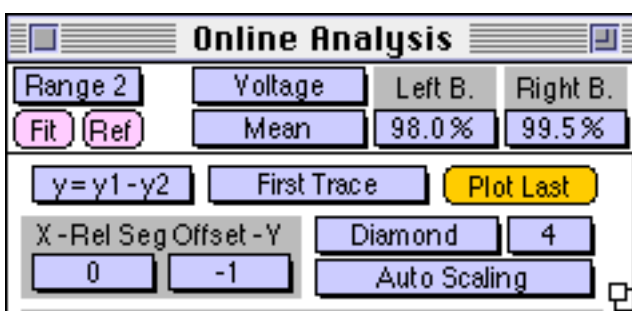 Online Analysis
Range 2 Voltage Left B. Right B.
Fit Ref Mean 98.0% 99.5%
y=y1-y2 First Trace Plot Last
X-Rel Seg Offset-Y Diamond 4
0 -1 Auto Scaling